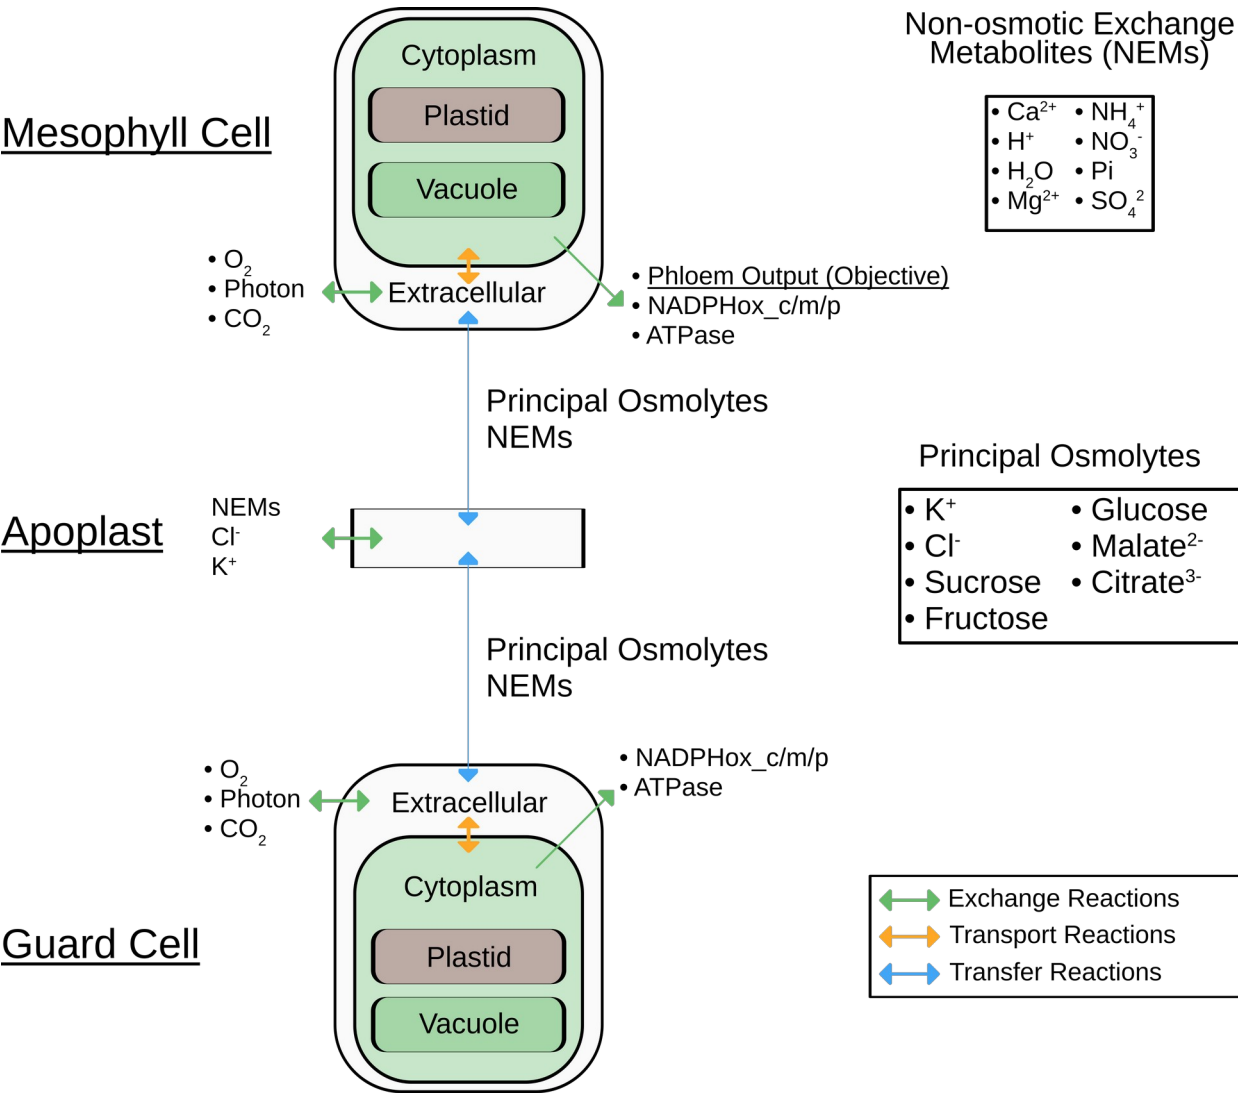 Non-osmotic Exchange
Metabolites (NEMs)
• Ca²⁺ • NH₄⁺
• H⁺ • NO₃⁻
• H₂O • Pi
• Mg²⁺ • SO₄²
Mesophyll Cell
Cytoplasm
Plastid
Vacuole
Extracellular
• O₂
• Photon
• CO₂
• Phloem Output (Objective)
• NADPHox_c/m/p
• ATPase
Principal Osmolytes
NEMs
Apoplast
NEMs
Cl⁻
K⁺
Principal Osmolytes
• K⁺ • Glucose
• Cl⁻ • Malate²⁻
• Sucrose • Citrate³⁻
• Fructose
Principal Osmolytes
NEMs
• O₂
• Photon
• CO₂
• NADPHox_c/m/p
• ATPase
Extracellular
Cytoplasm
Guard Cell
Plastid
Vacuole
Exchange Reactions
Transport Reactions
Transfer Reactions